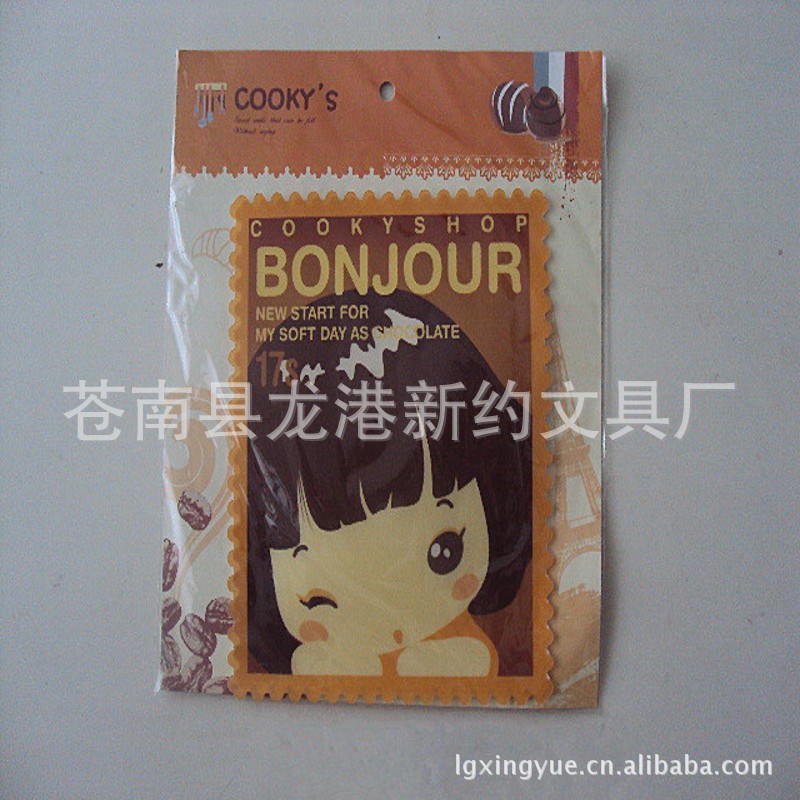 COOKY's
COOKYSHOP
BONJOUR
NEW START FOR
MY SOFT DAY AS CHOCOLATE
17s
苍南县龙港新约文具厂
lgxingyue.cn.alibaba.com